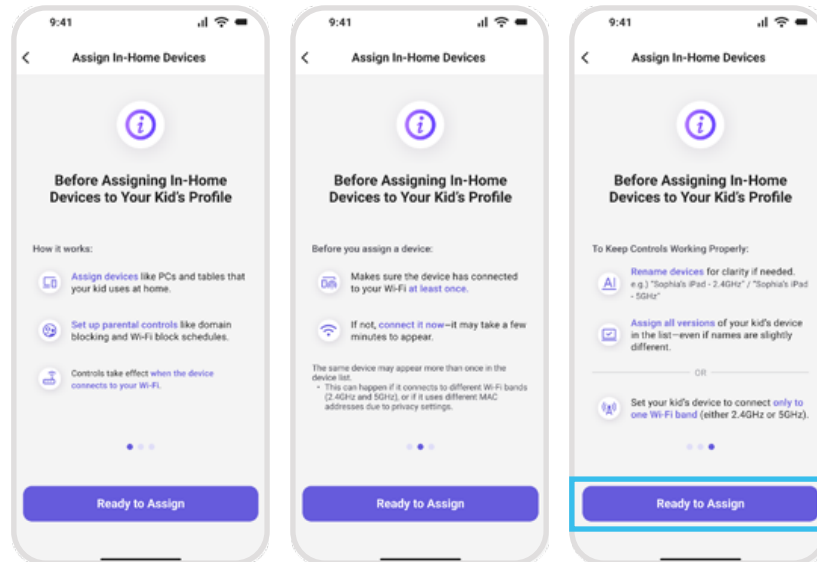 9:41
Assign In-Home Devices
Before Assigning In-Home
Devices to Your Kid's Profile
How it works:
Assign devices like PCs and tables that
your kid uses at home.
Set up parental controls like domain
blocking and Wi-Fi block schedules.
Controls take effect when the device
connects to your Wi-Fi.
Ready to Assign
9:41
Assign In-Home Devices
Before Assigning In-Home
Devices to Your Kid's Profile
Before you assign a device:
Makes sure the device has connected
to your Wi-Fi at least once.
If not, connect it now—it may take a few
minutes to appear.
The same device may appear more than once in the
device list.
• This can happen if it connects to different Wi-Fi bands
(2.4GHz and 5GHz), or if it uses different MAC
addresses due to privacy settings.
Ready to Assign
9:41
Assign In-Home Devices
Before Assigning In-Home
Devices to Your Kid's Profile
To Keep Controls Working Properly:
Rename devices for clarity if needed.
e.g.) "Sophia's iPad - 2.4GHz" / "Sophia's iPad
- 5GHz"
Assign all versions of your kid's device
in the list—even if names are slightly
different.
OR
Set your kid's device to connect only to
one Wi-Fi band (either 2.4GHz or 5GHz).
Ready to Assign